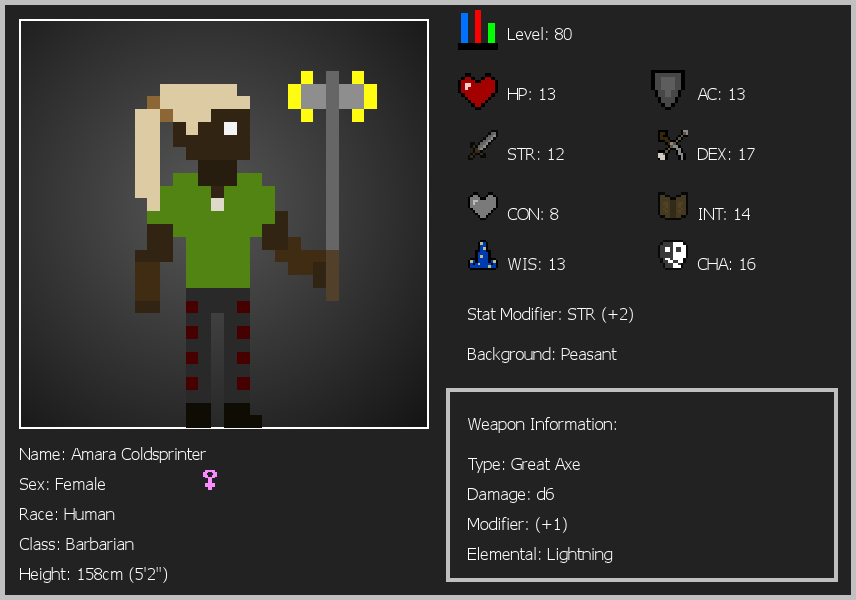 Level: 80
HP: 13
AC: 13
STR: 12
DEX: 17
CON: 8
INT: 14
WIS: 13
CHA: 16
Stat Modifier: STR (+2)
Background: Peasant
Weapon Information:
Type: Great Axe
Damage: d6
Modifier: (+1)
Elemental: Lightning
Name: Amara Coldsprinter
Sex: Female
Race: Human
Class: Barbarian
Height: 158cm (5'2")